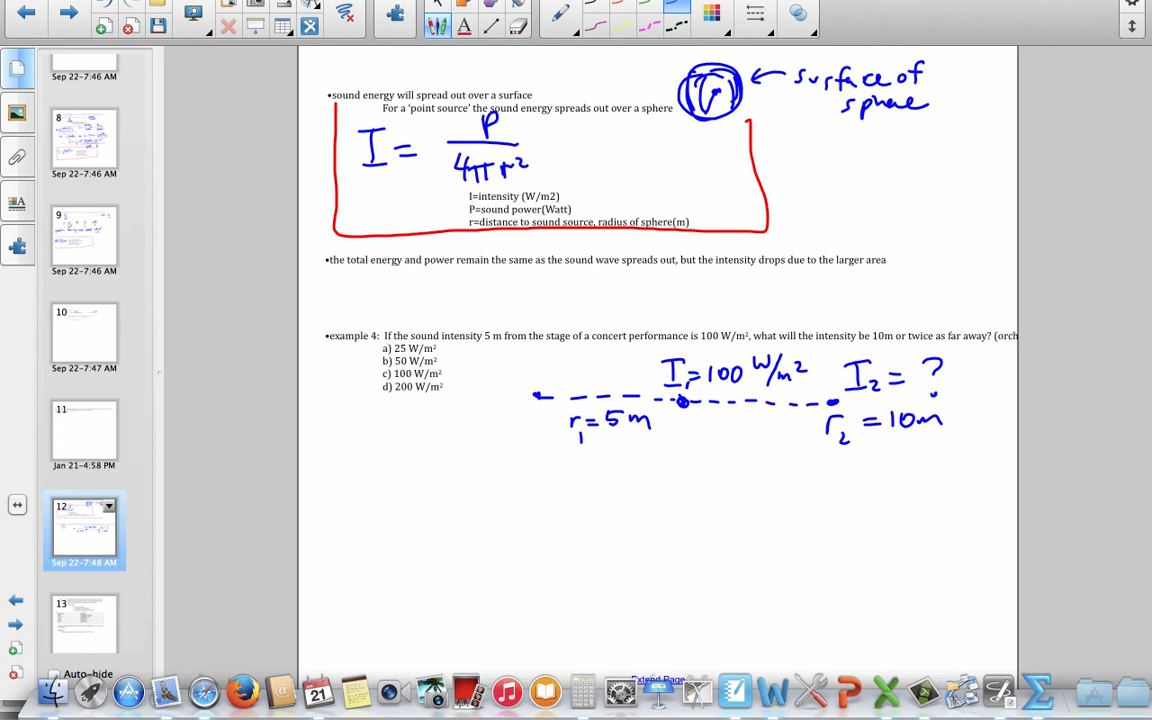 Sep 22-7:46 AM
8
Sep 22-7:46 AM
9
Sep 22-7:46 AM
10
Sep 22-7:47 AM
11
Jan 21-4:58 PM
12
Sep 22-7:48 AM
13
Auto-hide
•sound energy will spread out over a surface
For a 'point source' the sound energy spreads out over a sphere
← surface of
sphere
I = P / 4πr²
I=intensity (W/m2)
P=sound power(Watt)
r=distance to sound source, radius of sphere(m)
•the total energy and power remain the same as the sound wave spreads out, but the intensity drops due to the larger area
•example 4: If the sound intensity 5 m from the stage of a concert performance is 100 W/m², what will the intensity be 10m or twice as far away? (orch
a) 25 W/m²
b) 50 W/m²
c) 100 W/m²
d) 200 W/m²
I₁=100 W/m² I₂ = ?
r₁=5m r₂ = 10m
Extend Page
21